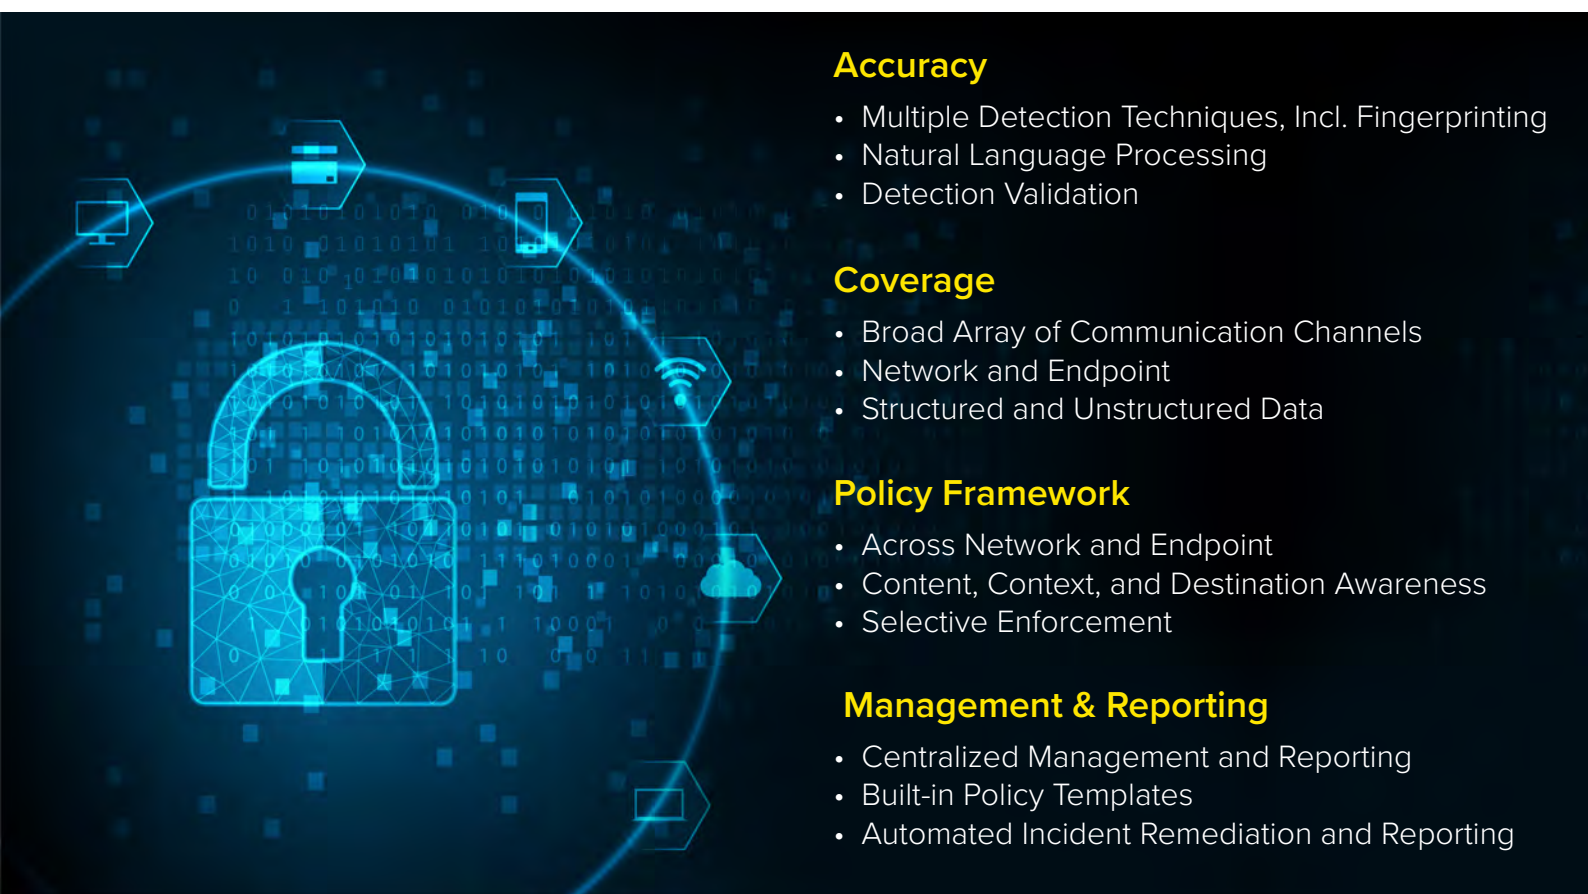 Accuracy
• Multiple Detection Techniques, Incl. Fingerprinting
• Natural Language Processing
• Detection Validation
Coverage
• Broad Array of Communication Channels
• Network and Endpoint
• Structured and Unstructured Data
Policy Framework
• Across Network and Endpoint
• Content, Context, and Destination Awareness
• Selective Enforcement
Management & Reporting
• Centralized Management and Reporting
• Built-in Policy Templates
• Automated Incident Remediation and Reporting